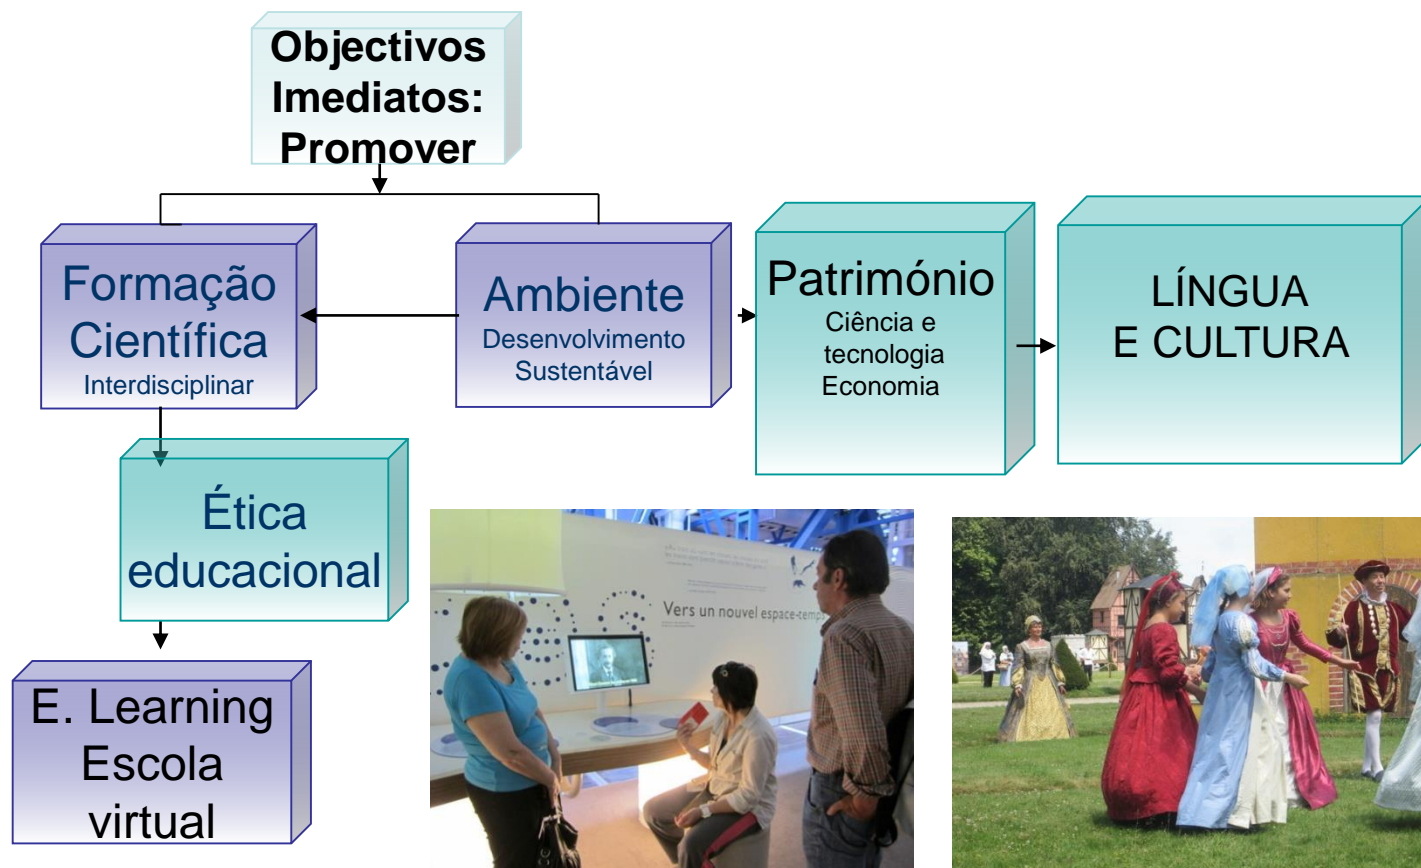 Objectivos
Imediatos:
Promover
Formação
Científica
Interdisciplinar
Ambiente
Desenvolvimento
Sustentável
Património
Ciência e
tecnologia
Economia
LÍNGUA
E CULTURA
Ética
educacional
E. Learning
Escola
virtual
Vers un nouvel espace-temps